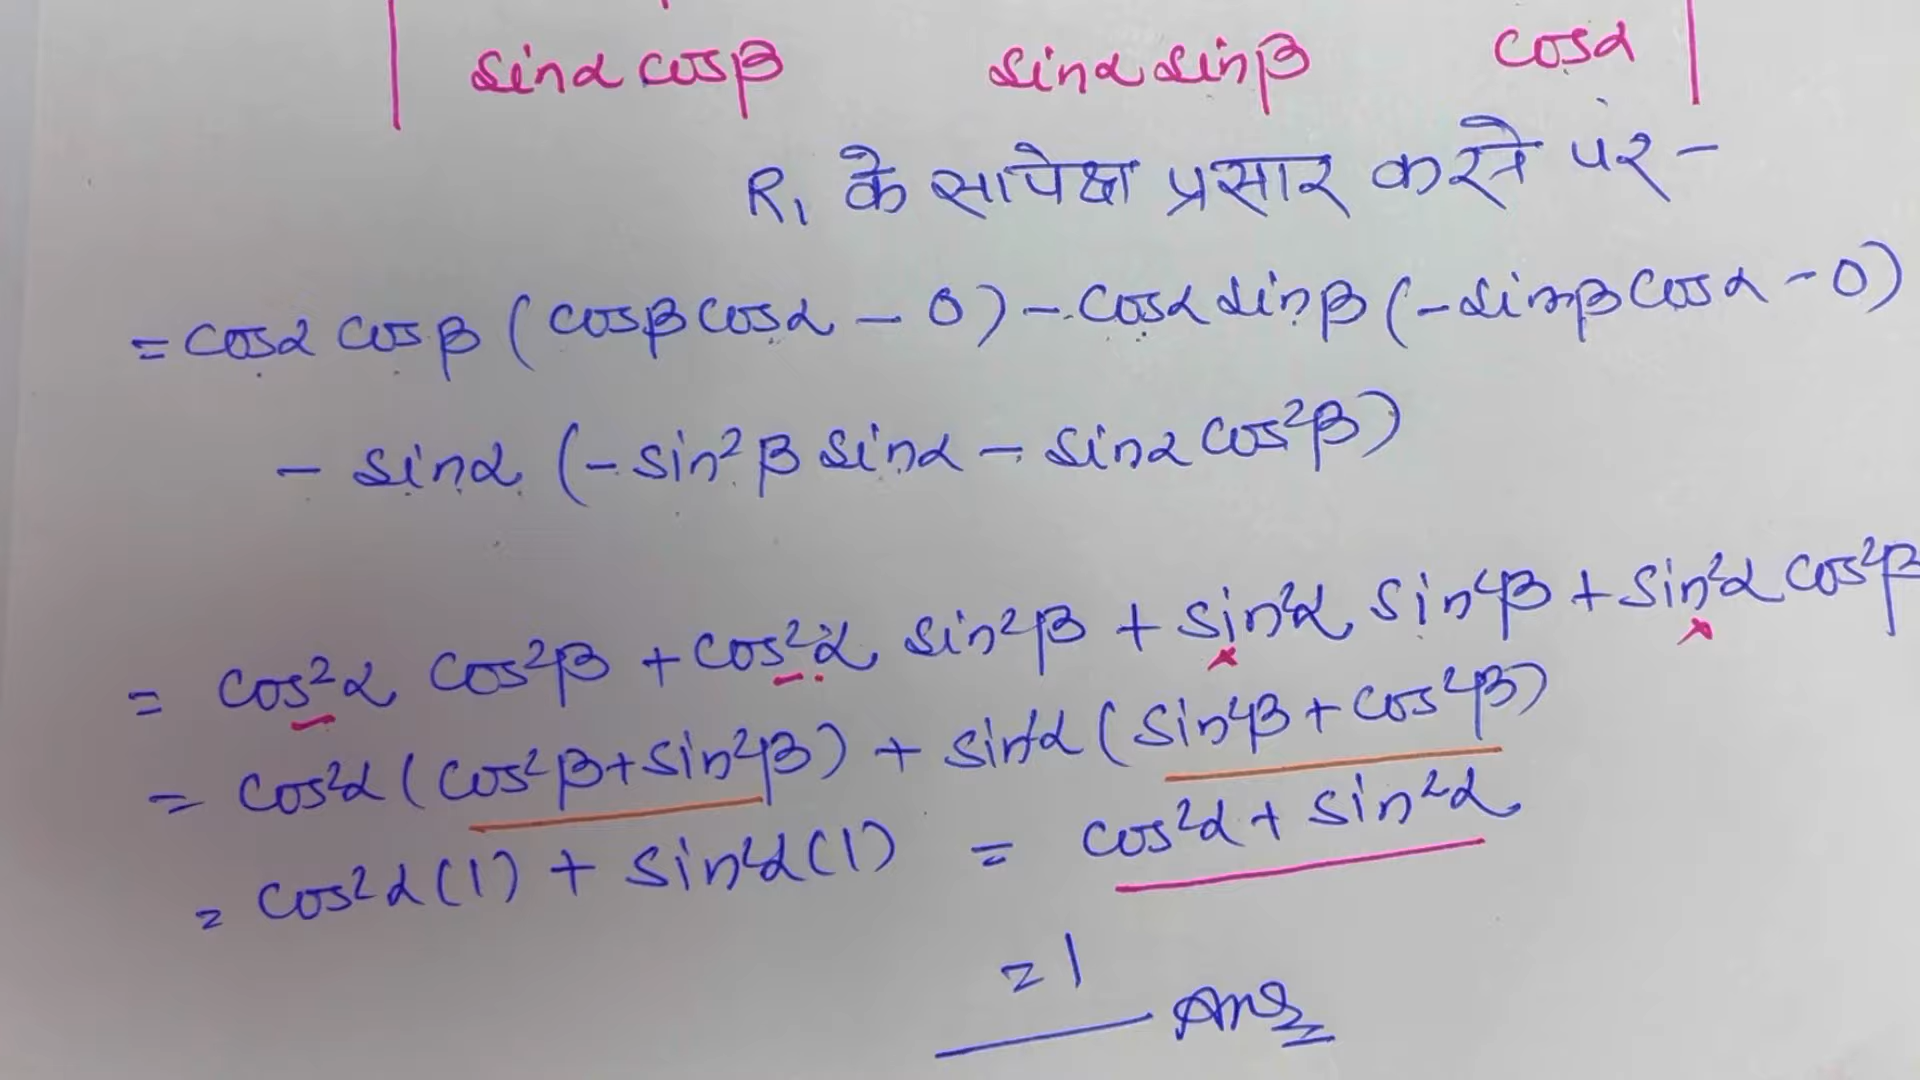 | sinα cosβ sinα sinβ cosα |
R₁ के सापेक्ष प्रसार करने पर -
= cosα cosβ (cosβ cosα - 0) - cosα sinβ (-sinβ cosα - 0)
- sinα (-sin²β sinα - sinα cos²β)
= cos²α cos²β + cos²α sin²β + sin²α sin²β + sin²α cos²β
= cos²α (cos²β + sin²β) + sin²α (sin²β + cos²β)
= cos²α (1) + sin²α (1) = cos²α + sin²α
= 1 Ans